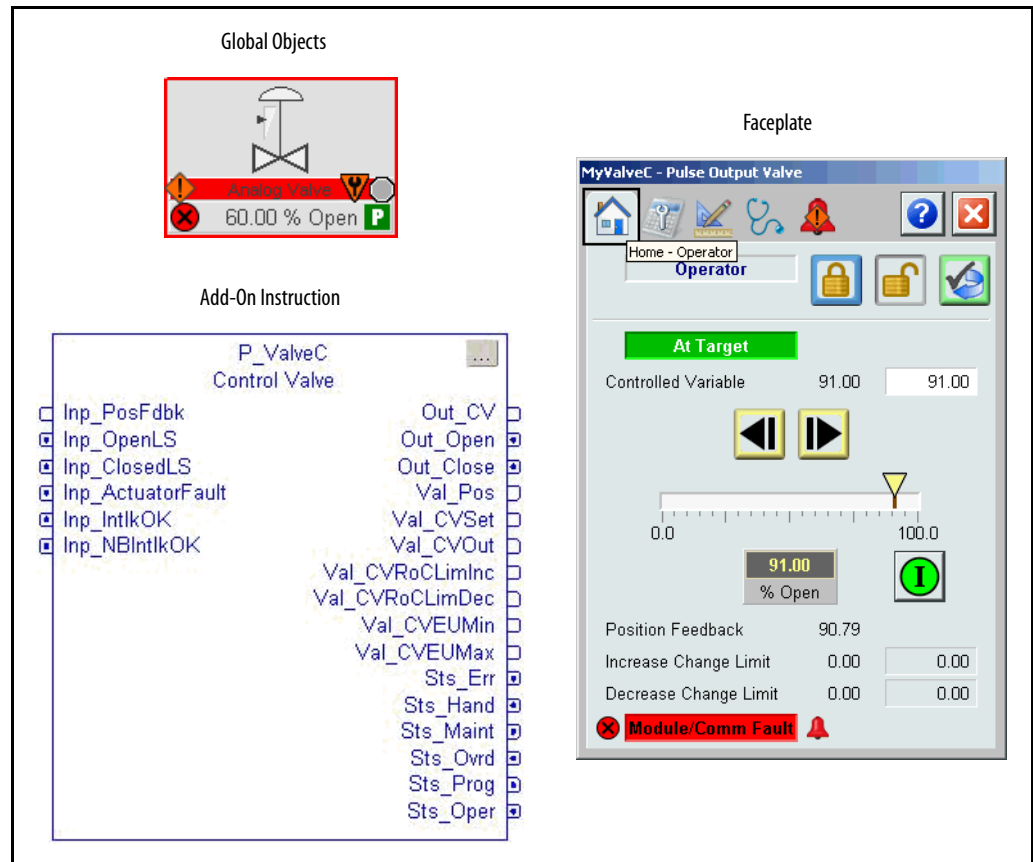 Global Objects
Analog Valve
60.00 % Open P
Add-On Instruction
P_ValveC
...
Control Valve
Inp_PosFdbk Out_CV
Inp_OpenLS Out_Open
Inp_ClosedLS Out_Close
Inp_ActuatorFault Val_Pos
Inp_IntlkOK Val_CVSet
Inp_NBIntlkOK Val_CVOut
Val_CVRoCLimInc
Val_CVRoCLimDec
Val_CVEUMin
Val_CVEUMax
Sts_Err
Sts_Hand
Sts_Maint
Sts_Ovrd
Sts_Prog
Sts_Oper
Faceplate
MyValveC - Pulse Output Valve
?
Home - Operator
Operator
At Target
Controlled Variable 91.00 91.00
0.0 100.0
91.00
% Open
I
Position Feedback 90.79
Increase Change Limit 0.00 0.00
Decrease Change Limit 0.00 0.00
Module/Comm Fault